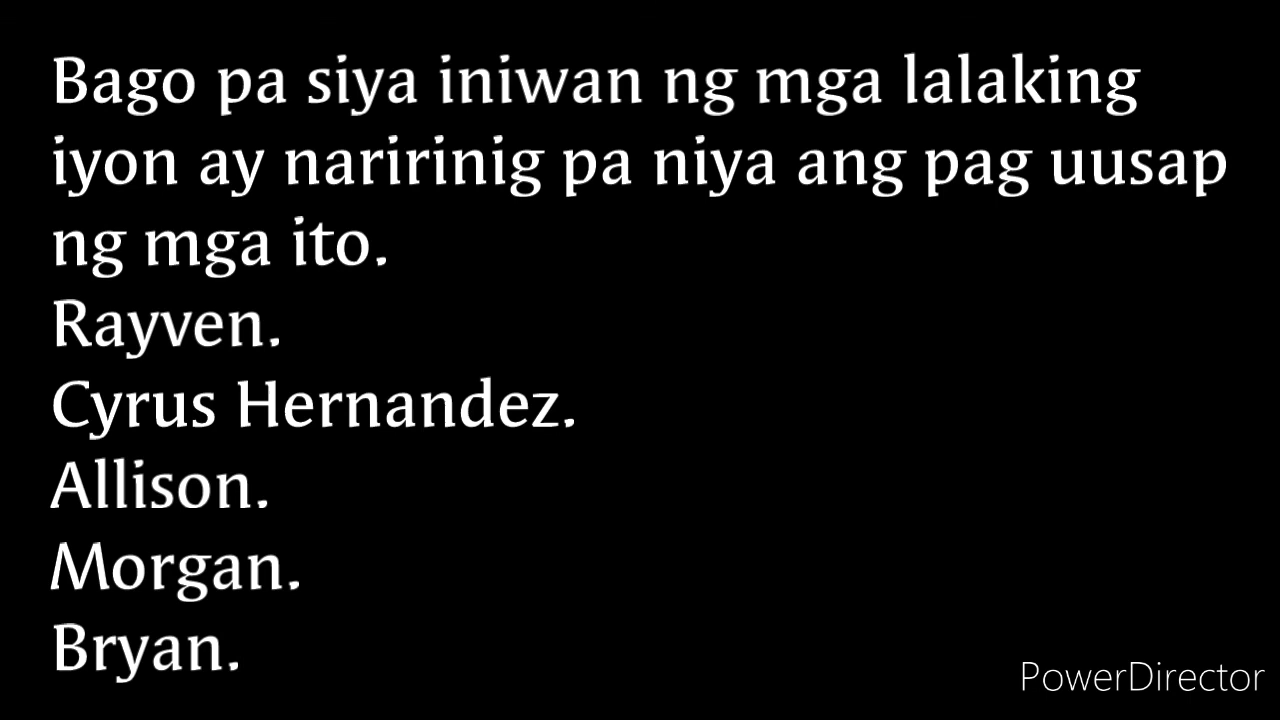 Bago pa siya iniwan ng mga lalaking
iyon ay naririnig pa niya ang pag uusap
ng mga ito.
Rayven.
Cyrus Hernandez.
Allison.
Morgan.
Bryan.
PowerDirector